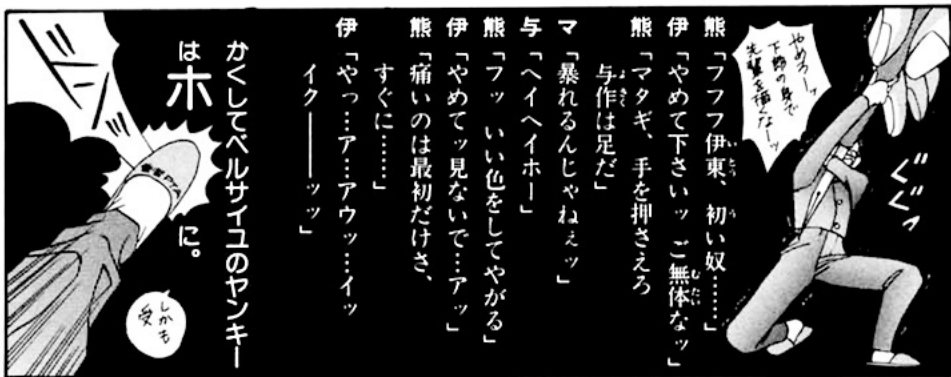 やめろーッ
下郎の身で
先輩を描くなーッ
ぐぐっ
熊「フフフ伊東、初い奴……」
伊「やめて下さいッ ご無体なッ」
熊「マタギ、手を押さえろ
与作は足だ」
マ「暴れるんじゃねぇッ」
与「ヘイヘイホー」
熊「フッ いい色をしてやがる」
伊「やめてッ見ないで…アッ」
熊「痛いのは最初だけさ、
すぐに……」
伊「やっ…ア…アウッ…イッ
イク――ッッ」
かくしてベルサイユのヤンキー
はホ に。
しかも
受